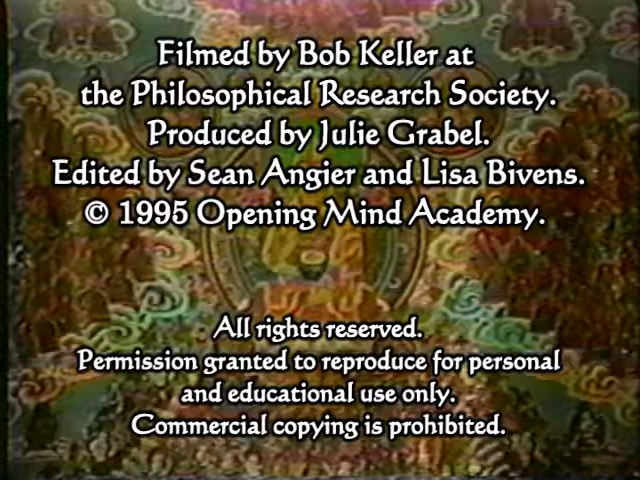 Filmed by Bob Keller at
the Philosophical Research Society.
Produced by Julie Grabel.
Edited by Sean Angier and Lisa Bivens.
© 1995 Opening Mind Academy.
All rights reserved.
Permission granted to reproduce for personal
and educational use only.
Commercial copying is prohibited.